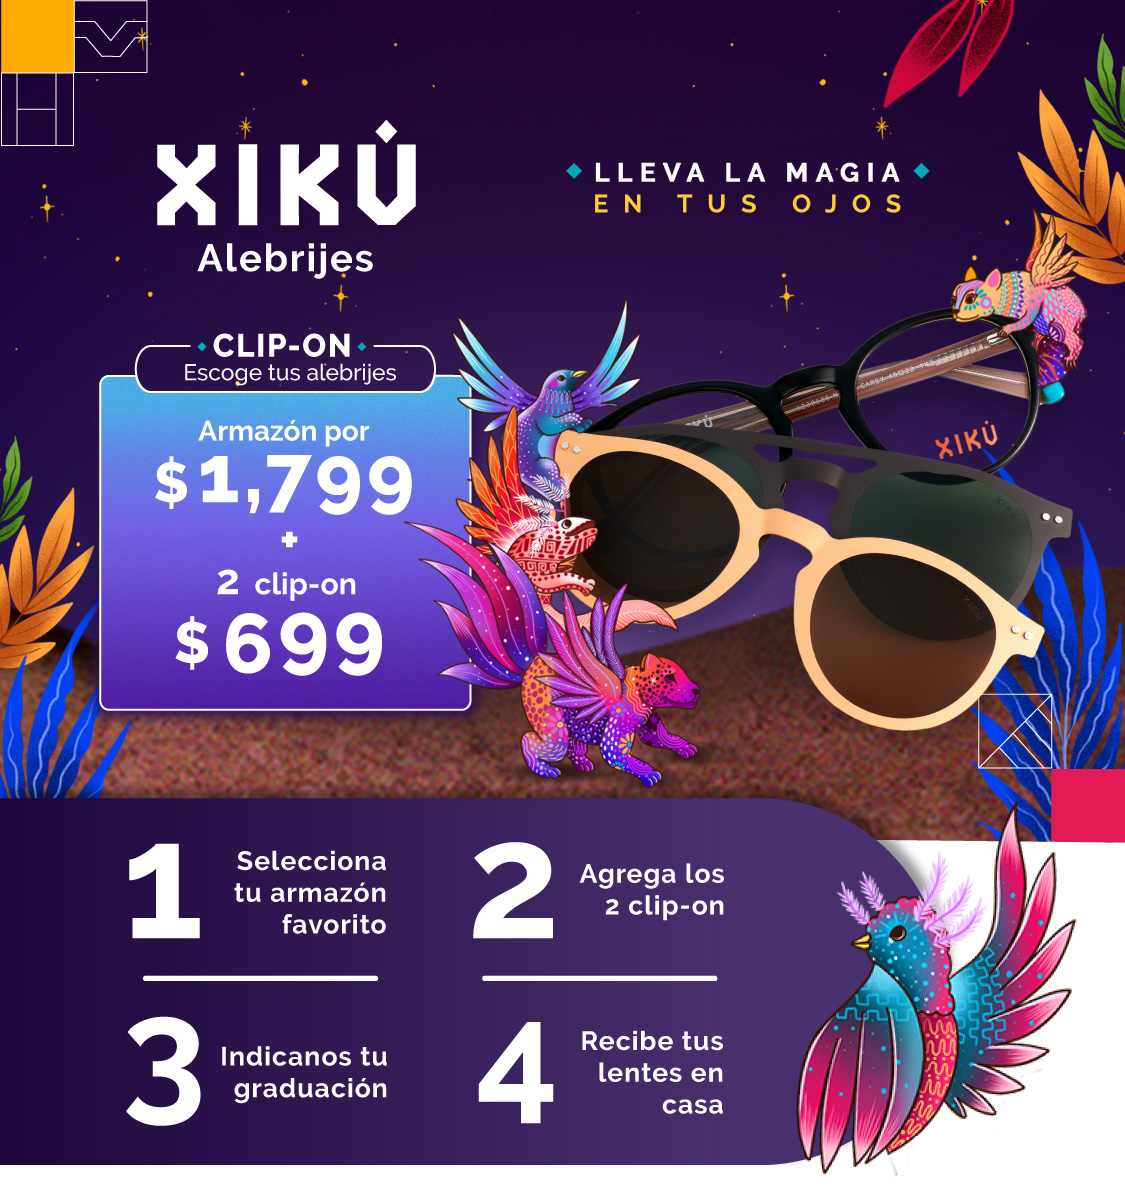 XIKÚ
Alebrijes
LLEVA LA MAGIA
EN TUS OJOS
CLIP-ON
Escoge tus alebrijes
Armazón por
$1,799
+
2 clip-on
$699
XIKÚ
XIKÚ
XIKÚ
1
Selecciona
tu armazón
favorito
2
Agrega los
2 clip-on
3
Indicanos tu
graduación
4
Recibe tus
lentes en
casa